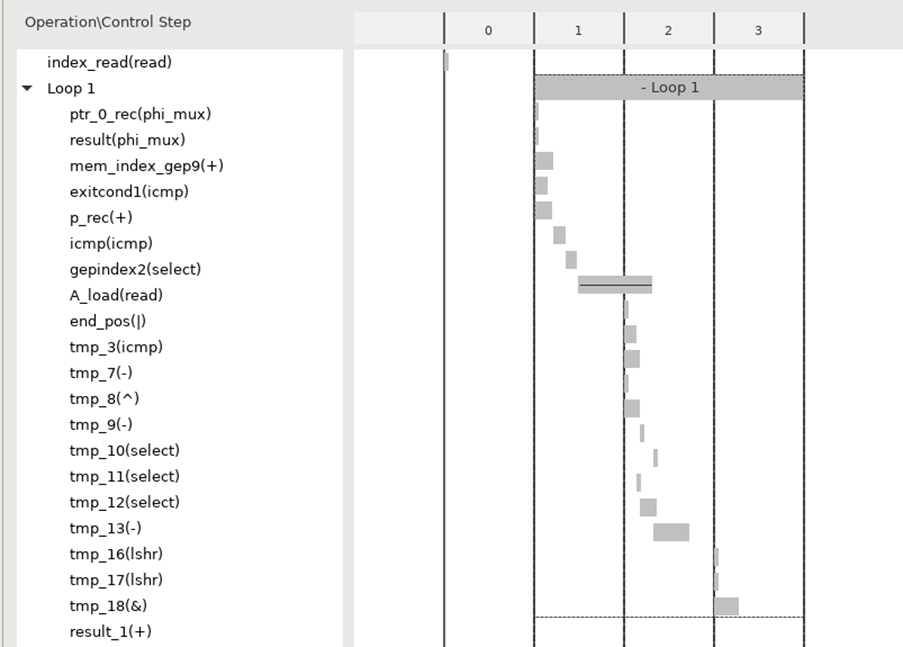 Operation\Control Step
0 1 2 3
index_read(read)
Loop 1
- Loop 1
ptr_0_rec(phi_mux)
result(phi_mux)
mem_index_gep9(+)
exitcond1(icmp)
p_rec(+)
icmp(icmp)
gepindex2(select)
A_load(read)
end_pos(|)
tmp_3(icmp)
tmp_7(-)
tmp_8(^)
tmp_9(-)
tmp_10(select)
tmp_11(select)
tmp_12(select)
tmp_13(-)
tmp_16(lshr)
tmp_17(lshr)
tmp_18(&)
result_1(+)